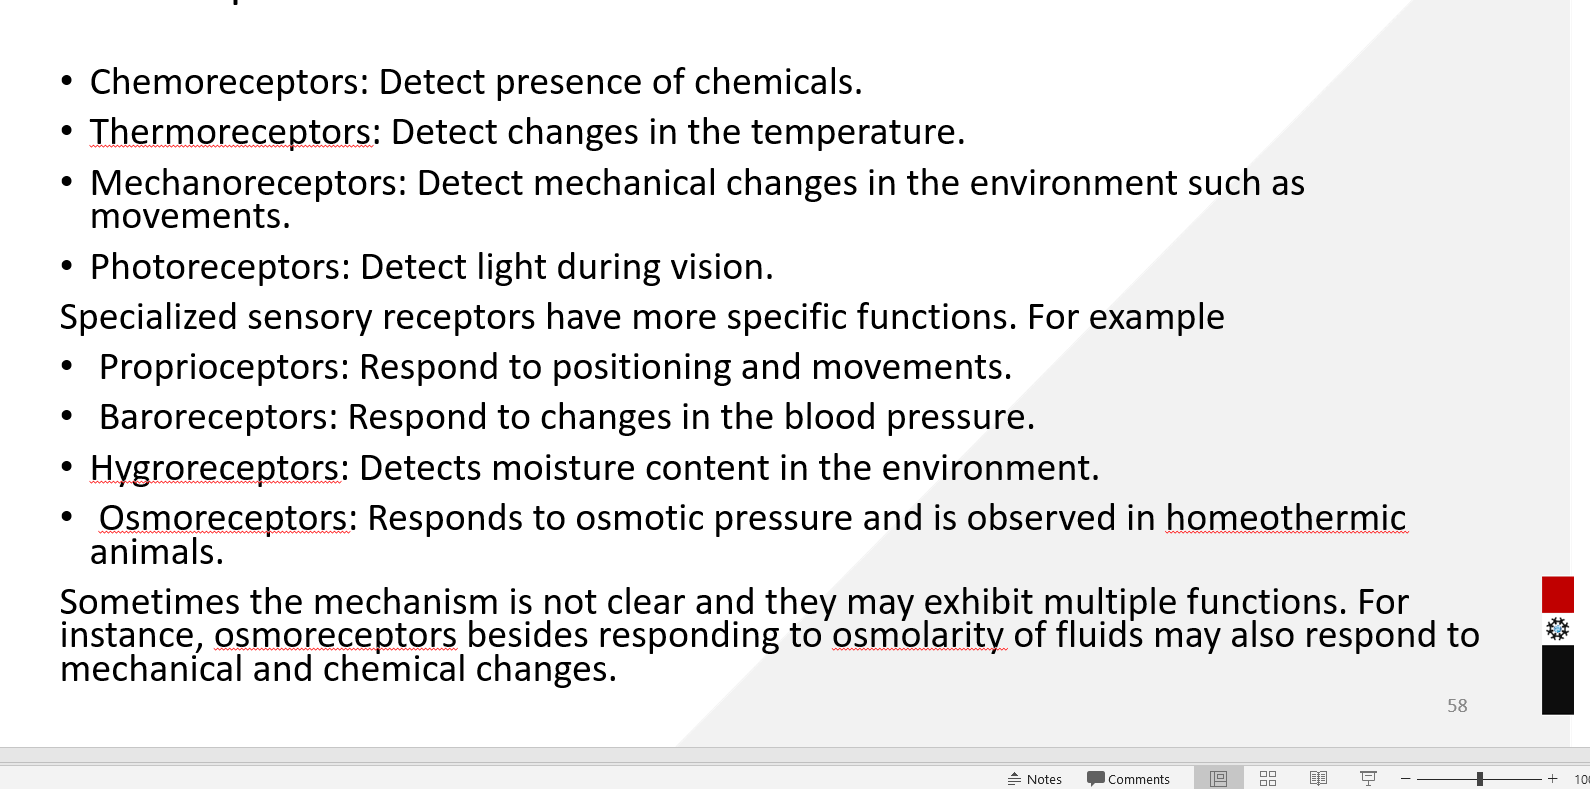 • Chemoreceptors: Detect presence of chemicals.
• Thermoreceptors: Detect changes in the temperature.
• Mechanoreceptors: Detect mechanical changes in the environment such as
movements.
• Photoreceptors: Detect light during vision.
Specialized sensory receptors have more specific functions. For example
• Proprioceptors: Respond to positioning and movements.
• Baroreceptors: Respond to changes in the blood pressure.
• Hygroreceptors: Detects moisture content in the environment.
• Osmoreceptors: Responds to osmotic pressure and is observed in homeothermic
animals.
Sometimes the mechanism is not clear and they may exhibit multiple functions. For
instance, osmoreceptors besides responding to osmolarity of fluids may also respond to
mechanical and chemical changes.
58
Notes Comments